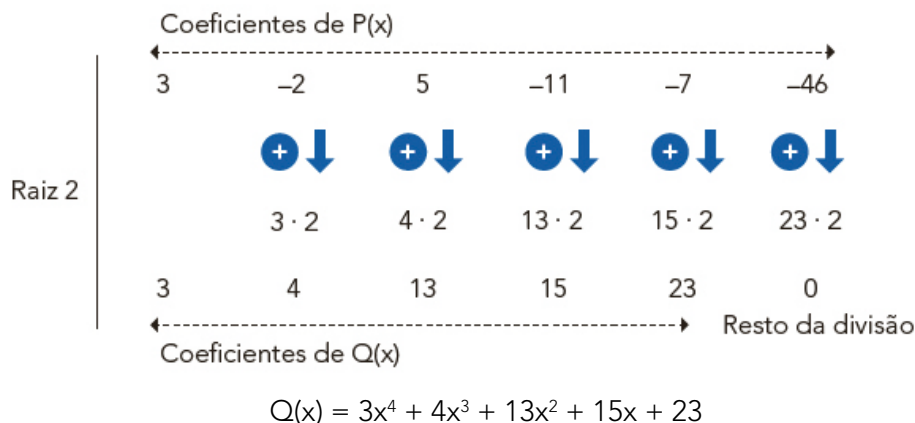 Coeficientes de P(x)
3 –2 5 –11 –7 –46
+ + + + +
Raiz 2
3 · 2 4 · 2 13 · 2 15 · 2 23 · 2
3 4 13 15 23 0
Resto da divisão
Coeficientes de Q(x)
Q(x) = 3x⁴ + 4x³ + 13x² + 15x + 23